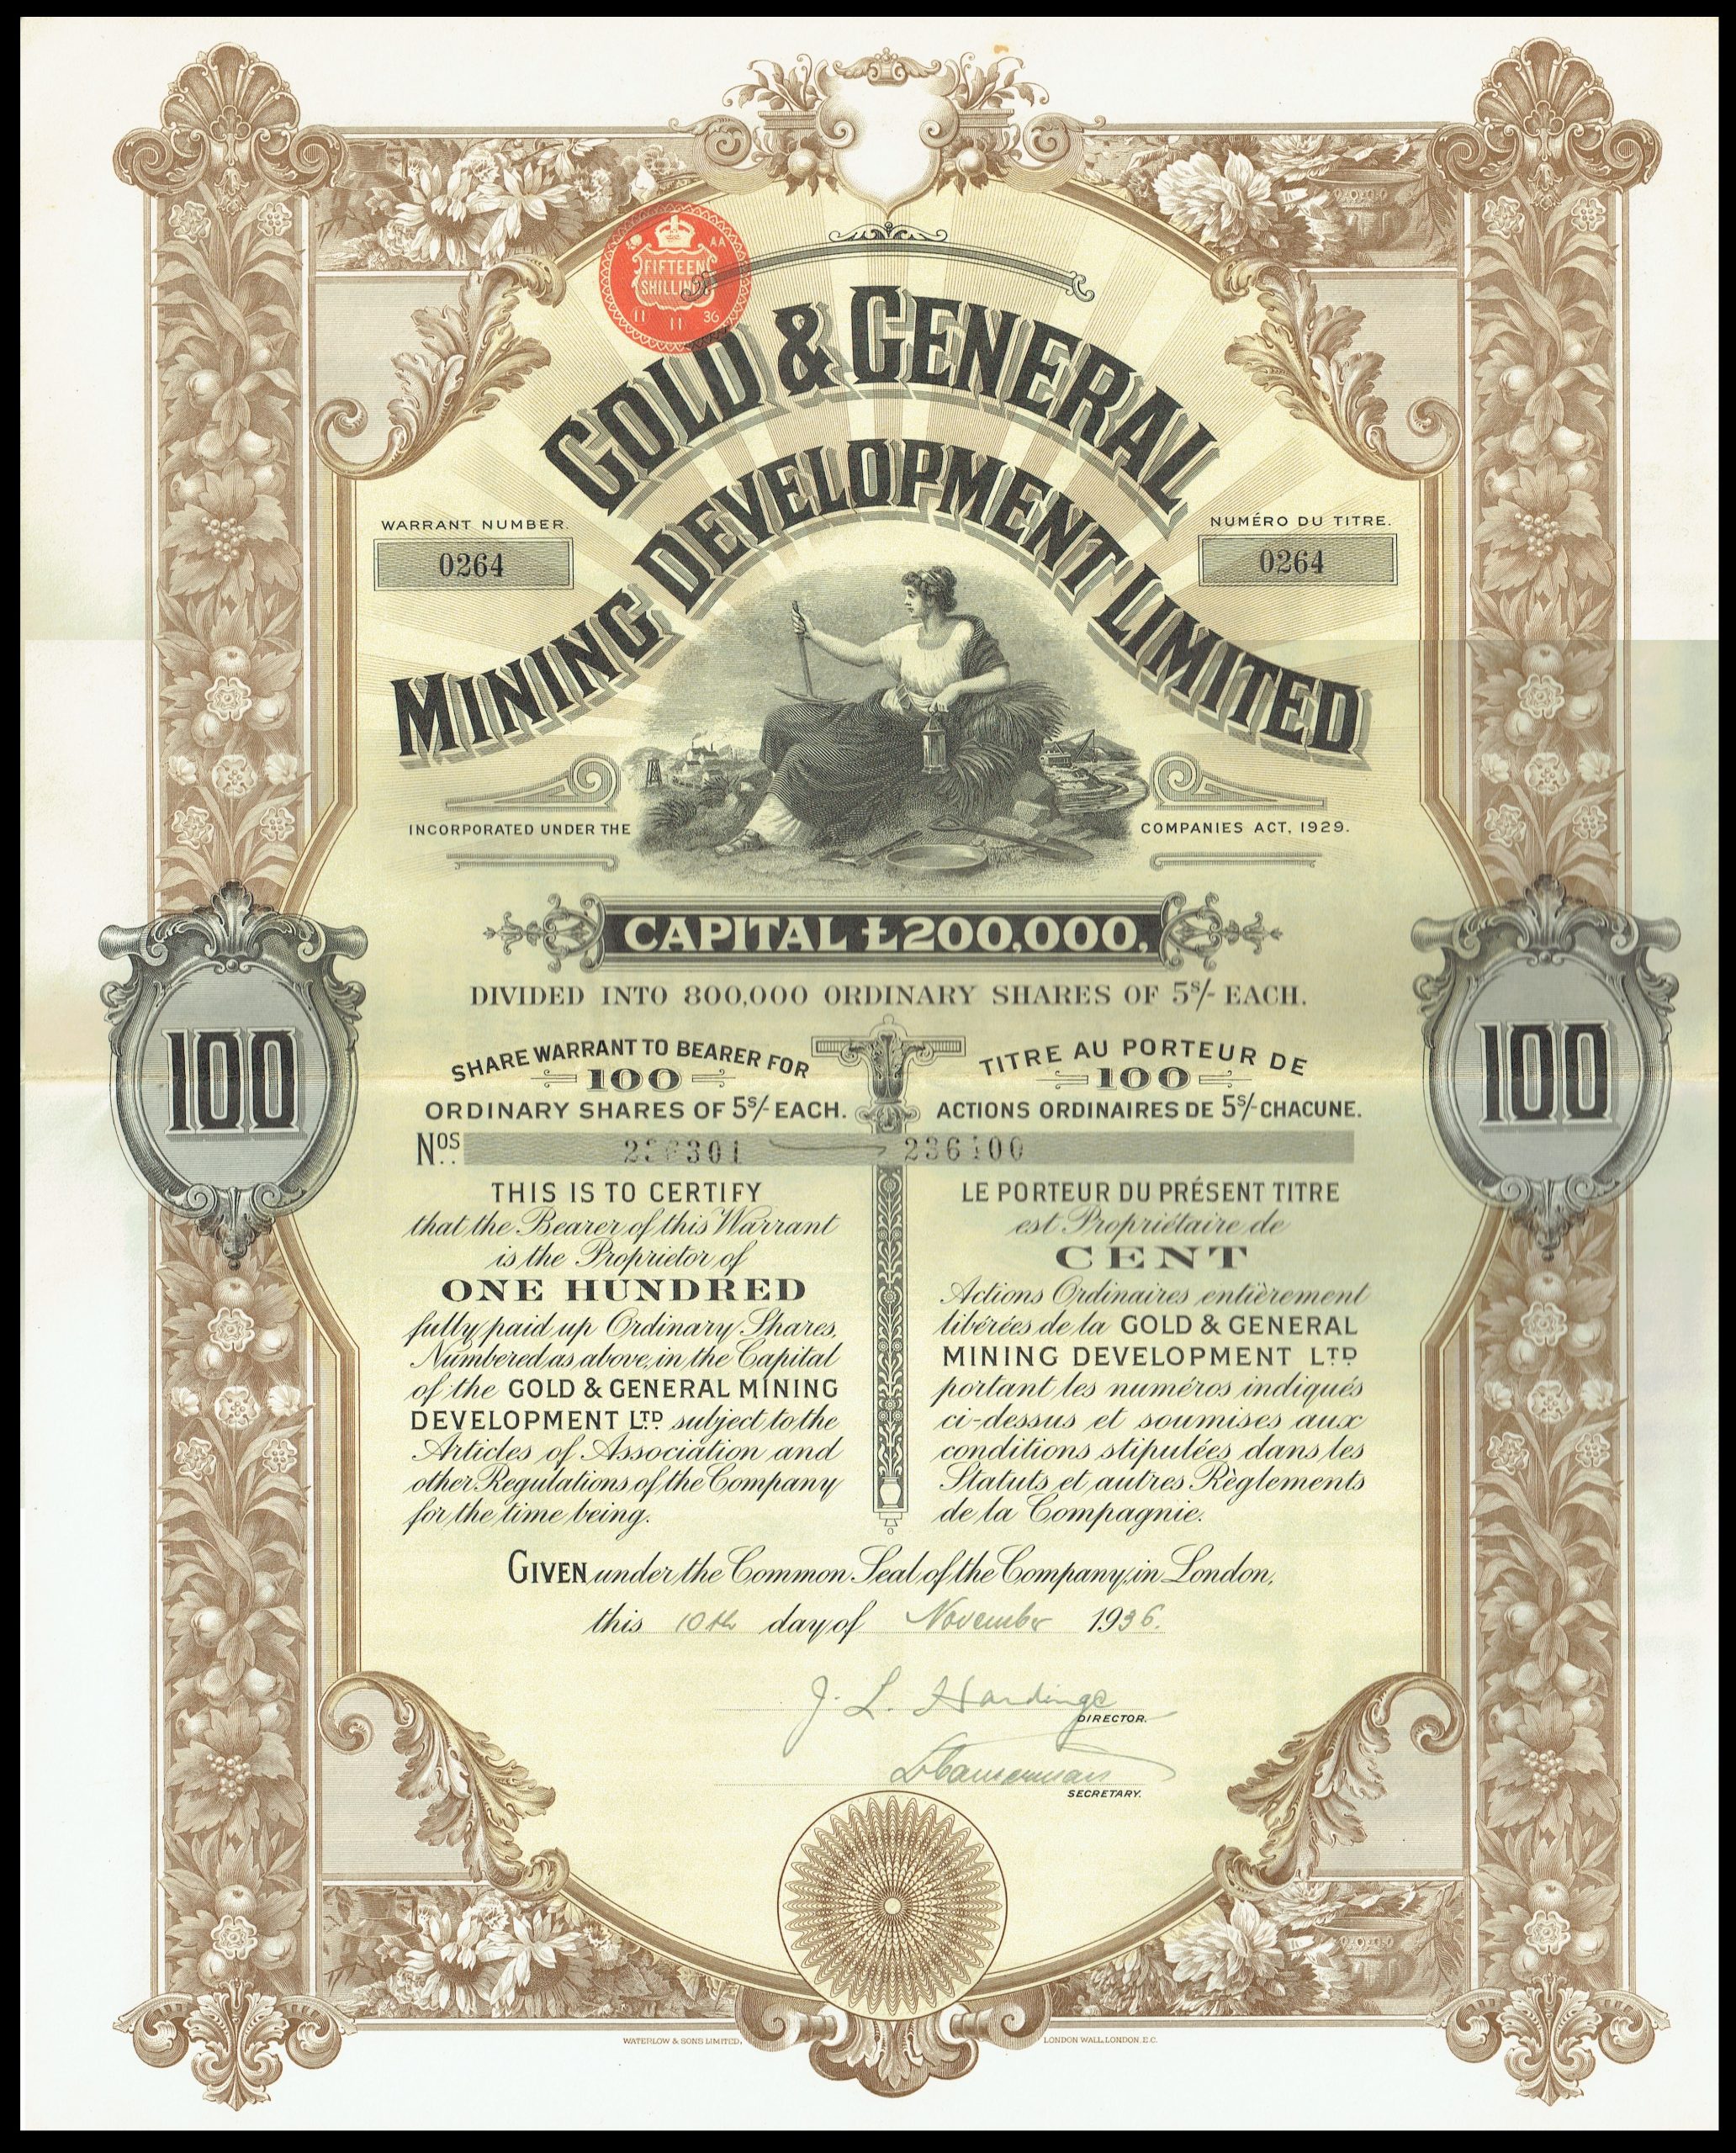 FIFTEEN
SHILLINGS
AA
11 11 36
GOLD & GENERAL
MINING DEVELOPMENT LIMITED
WARRANT NUMBER.
0264
NUMÉRO DU TITRE.
0264
INCORPORATED UNDER THE COMPANIES ACT, 1929.
CAPITAL £200,000,
DIVIDED INTO 800,000 ORDINARY SHARES OF 5s/- EACH.
100
100
SHARE WARRANT TO BEARER FOR
100
ORDINARY SHARES OF 5s/- EACH.
TITRE AU PORTEUR DE
100
ACTIONS ORDINAIRES DE 5s/- CHACUNE.
Nos.
THIS IS TO CERTIFY
that the Bearer of this Warrant
is the Proprietor of
ONE HUNDRED
fully paid up Ordinary Shares,
Numbered as above, in the Capital
of the GOLD & GENERAL MINING
DEVELOPMENT LTD. subject to the
Articles of Association and
other Regulations of the Company
for the time being.
LE PORTEUR DU PRÉSENT TITRE
est Propriétaire de
CENT
Actions Ordinaires entièrement
libérées de la GOLD & GENERAL
MINING DEVELOPMENT LTD.
portant les numéros indiqués
ci-dessus et soumises aux
conditions stipulées dans les
Statuts et autres Règlements
de la Compagnie.
GIVEN under the Common Seal of the Company, in London,
this 10th day of November 1936.
J. L. Hardinge
DIRECTOR.
SECRETARY.
WATERLOW & SONS LIMITED, LONDON WALL, LONDON, E.C.